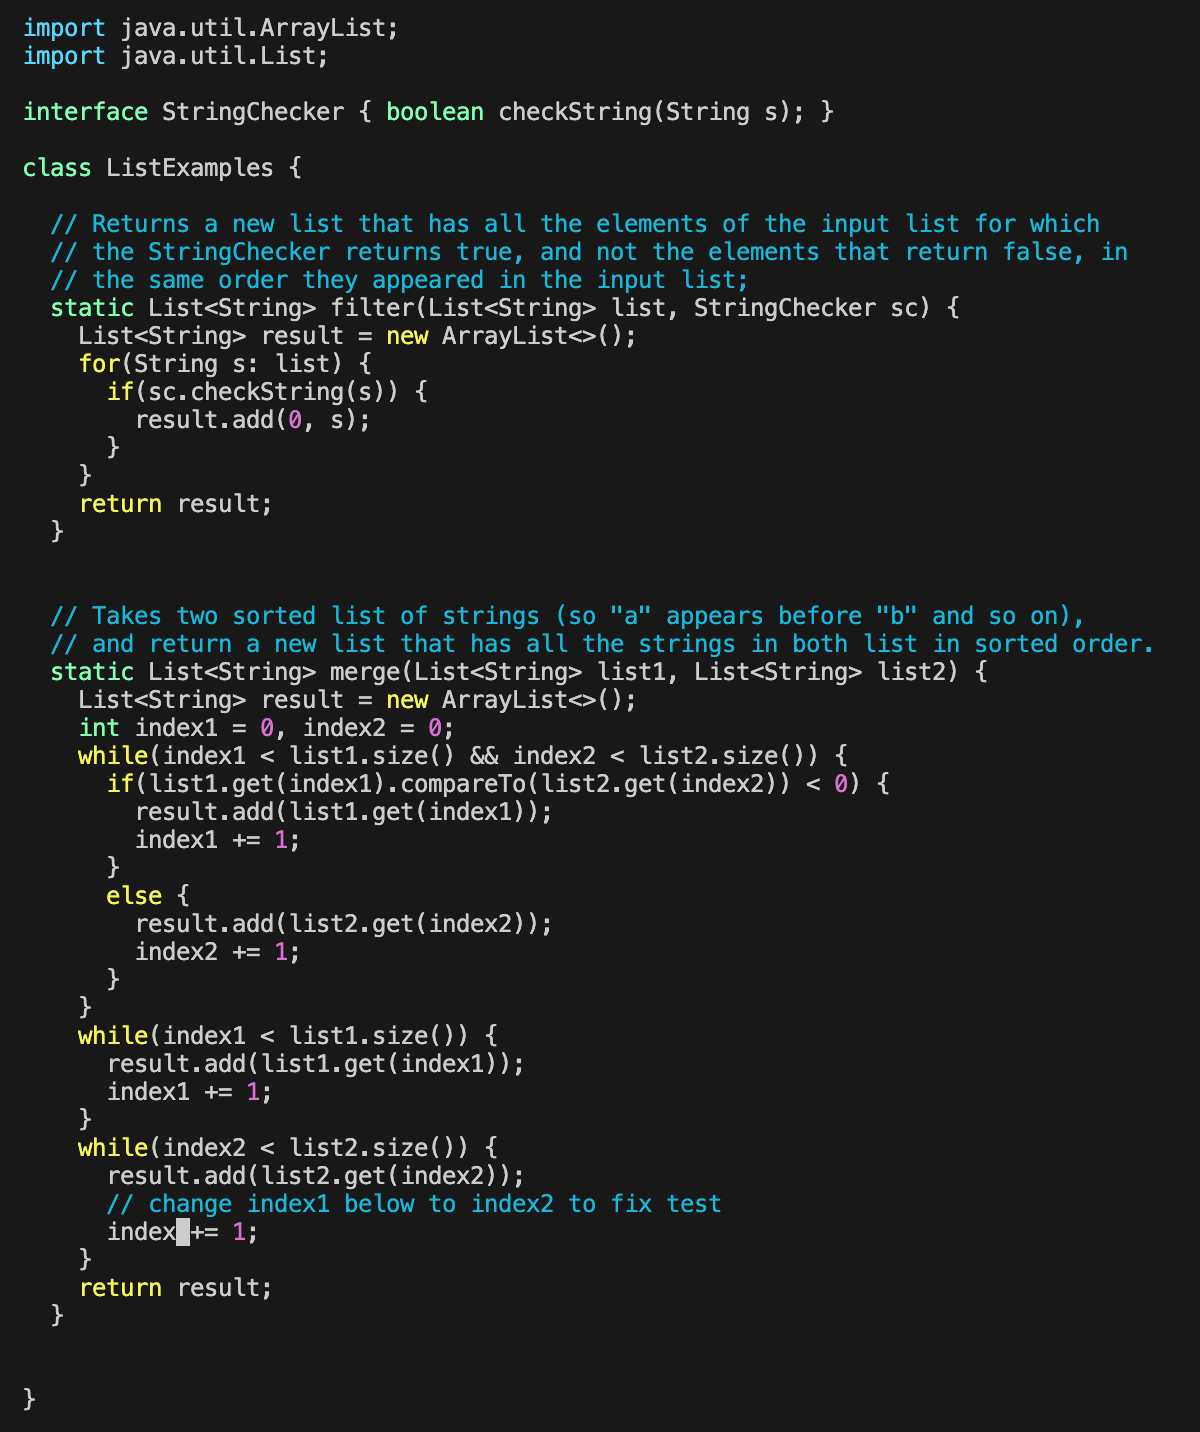 import java.util.ArrayList;
import java.util.List;

interface StringChecker { boolean checkString(String s); }

class ListExamples {

  // Returns a new list that has all the elements of the input list for which
  // the StringChecker returns true, and not the elements that return false, in
  // the same order they appeared in the input list;
  static List<String> filter(List<String> list, StringChecker sc) {
    List<String> result = new ArrayList<>();
    for(String s: list) {
      if(sc.checkString(s)) {
        result.add(0, s);
      }
    }
    return result;
  }


  // Takes two sorted list of strings (so "a" appears before "b" and so on),
  // and return a new list that has all the strings in both list in sorted order.
  static List<String> merge(List<String> list1, List<String> list2) {
    List<String> result = new ArrayList<>();
    int index1 = 0, index2 = 0;
    while(index1 < list1.size() && index2 < list2.size()) {
      if(list1.get(index1).compareTo(list2.get(index2)) < 0) {
        result.add(list1.get(index1));
        index1 += 1;
      }
      else {
        result.add(list2.get(index2));
        index2 += 1;
      }
    }
    while(index1 < list1.size()) {
      result.add(list1.get(index1));
      index1 += 1;
    }
    while(index2 < list2.size()) {
      result.add(list2.get(index2));
      // change index1 below to index2 to fix test
      index += 1;
    }
    return result;
  }


}